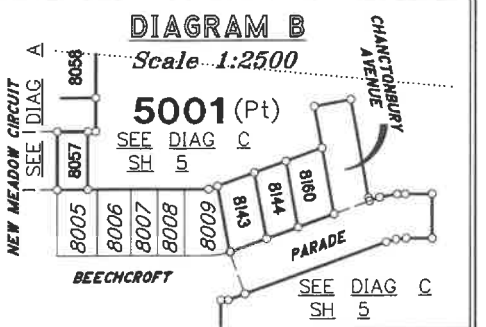 DIAGRAM B
Scale 1:2500
A
DIAG
SEE
NEW MEADOW CIRCUIT
8058
8057
5001 (Pt)
SEE DIAG C
SH 5
CHANCTONBURY
AVENUE
8005
8006
8007
8008
8009
8143
8144
8160
BEECHCROFT
PARADE
SEE DIAG C
SH 5